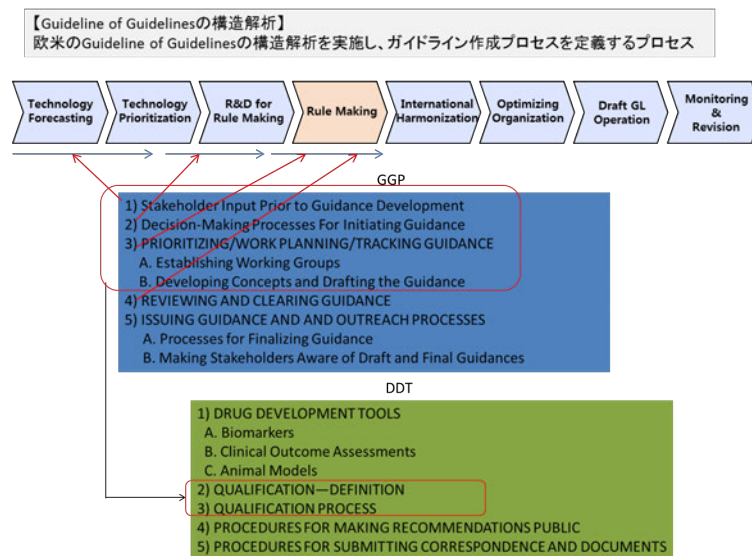 【Guideline of Guidelinesの構造解析】
欧米のGuideline of Guidelinesの構造解析を実施し、ガイドライン作成プロセスを定義するプロセス
Technology
Forecasting
Technology
Prioritization
R&D for
Rule Making
Rule Making
International
Harmonization
Optimizing
Organization
Draft GL
Operation
Monitoring
&
Revision
GGP
1) Stakeholder Input Prior to Guidance Development
2) Decision-Making Processes For Initiating Guidance
3) PRIORITIZING/WORK PLANNING/TRACKING GUIDANCE
A. Establishing Working Groups
B. Developing Concepts and Drafting the Guidance
4) REVIEWING AND CLEARING GUIDANCE
5) ISSUING GUIDANCE AND AND OUTREACH PROCESSES
A. Processes for Finalizing Guidance
B. Making Stakeholders Aware of Draft and Final Guidances
DDT
1) DRUG DEVELOPMENT TOOLS
A. Biomarkers
B. Clinical Outcome Assessments
C. Animal Models
2) QUALIFICATION—DEFINITION
3) QUALIFICATION PROCESS
4) PROCEDURES FOR MAKING RECOMMENDATIONS PUBLIC
5) PROCEDURES FOR SUBMITTING CORRESPONDENCE AND DOCUMENTS